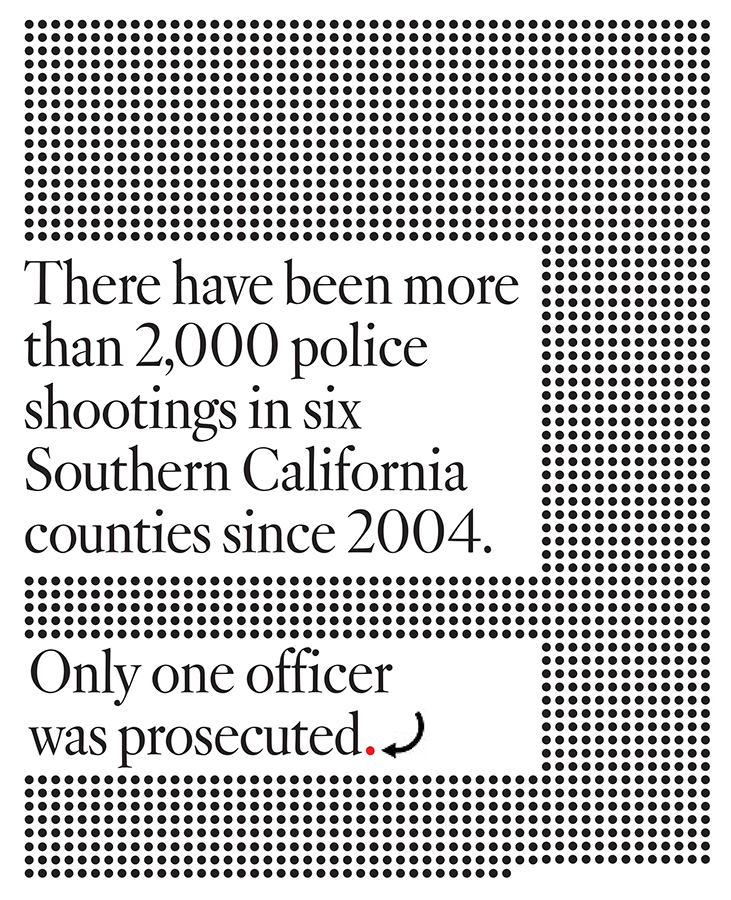 There have been more
than 2,000 police
shootings in six
Southern California
counties since 2004.
Only one officer
was prosecuted.